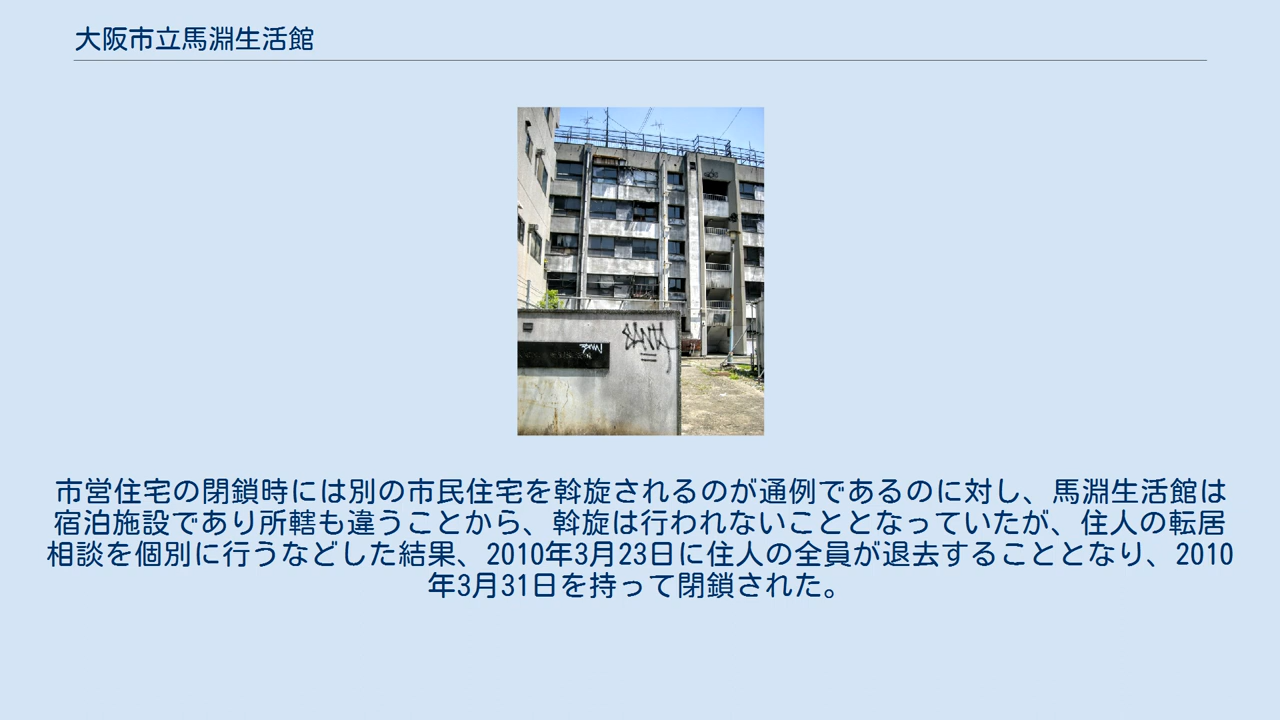 大阪市立馬淵生活館
SANTA
市営住宅の閉鎖時には別の市民住宅を斡旋されるのが通例であるのに対し、馬淵生活館は
宿泊施設であり所轄も違うことから、斡旋は行われないこととなっていたが、住人の転居
相談を個別に行うなどした結果、2010年3月23日に住人の全員が退去することとなり、2010
年3月31日を持って閉鎖された。